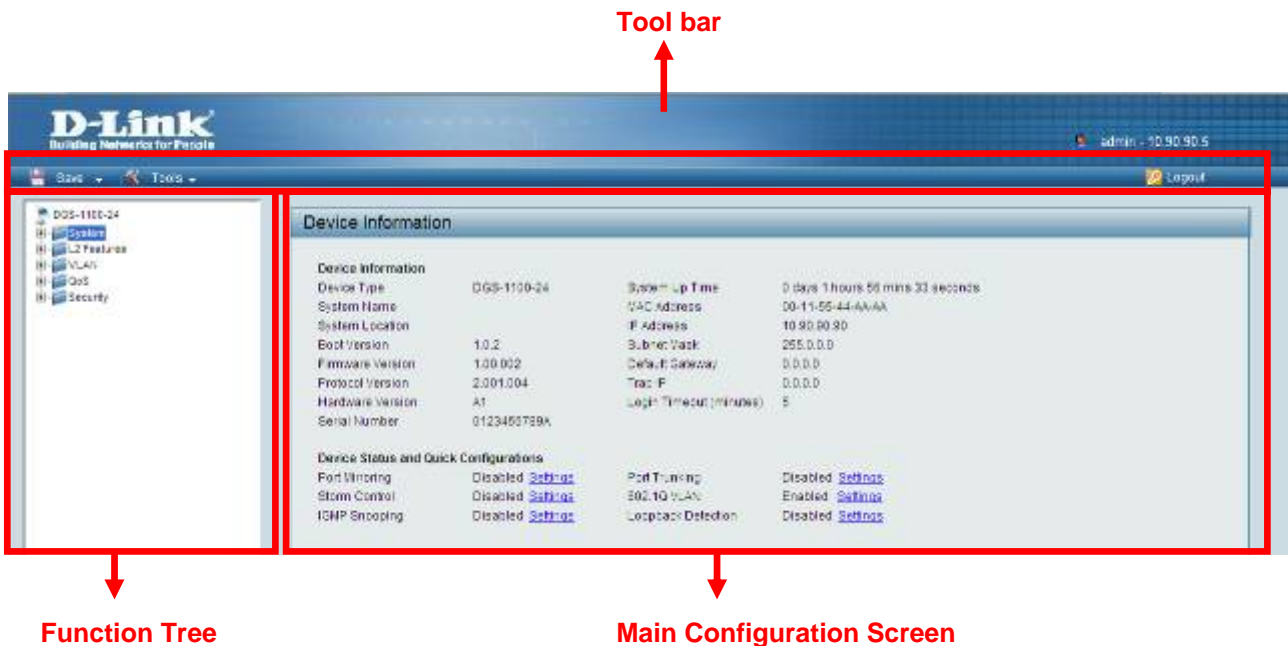 Tool bar
D-Link
Building Networks for People
admin - 10.90.90.5
Save Tools Logout
DGS-1100-24
System
L2 Features
VLAN
QoS
Security
Device Information
Device Information
Device Type DGS-1100-24 System Up Time 0 days 1 hours 56 mins 33 seconds
System Name MAC Address 00-11-55-44-AA-AA
System Location IP Address 10.90.90.90
Boot Version 1.0.2 Subnet Mask 255.0.0.0
Firmware Version 1.00.002 Default Gateway 0.0.0.0
Protocol Version 2.001.004 Trap IP 0.0.0.0
Hardware Version A1 Login Timeout (minutes) 5
Serial Number 0123456789A
Device Status and Quick Configurations
Port Mirroring Disabled Settings Port Trunking Disabled Settings
Storm Control Disabled Settings 802.1Q VLAN Enabled Settings
IGMP Snooping Disabled Settings Loopback Detection Disabled Settings
Function Tree Main Configuration Screen